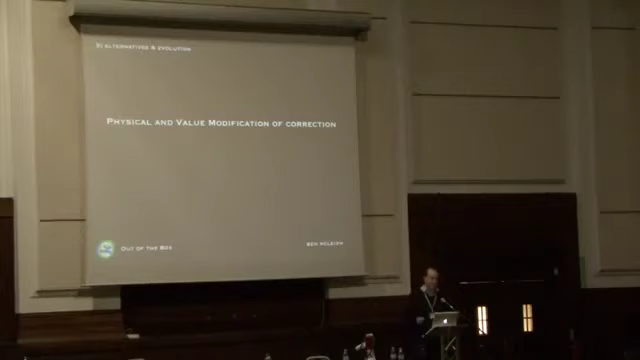 5) ALTERNATIVES & EVOLUTION
PHYSICAL AND VALUE MODIFICATION OF CORRECTION
OUT OF THE BOX
BEN MCLEISH